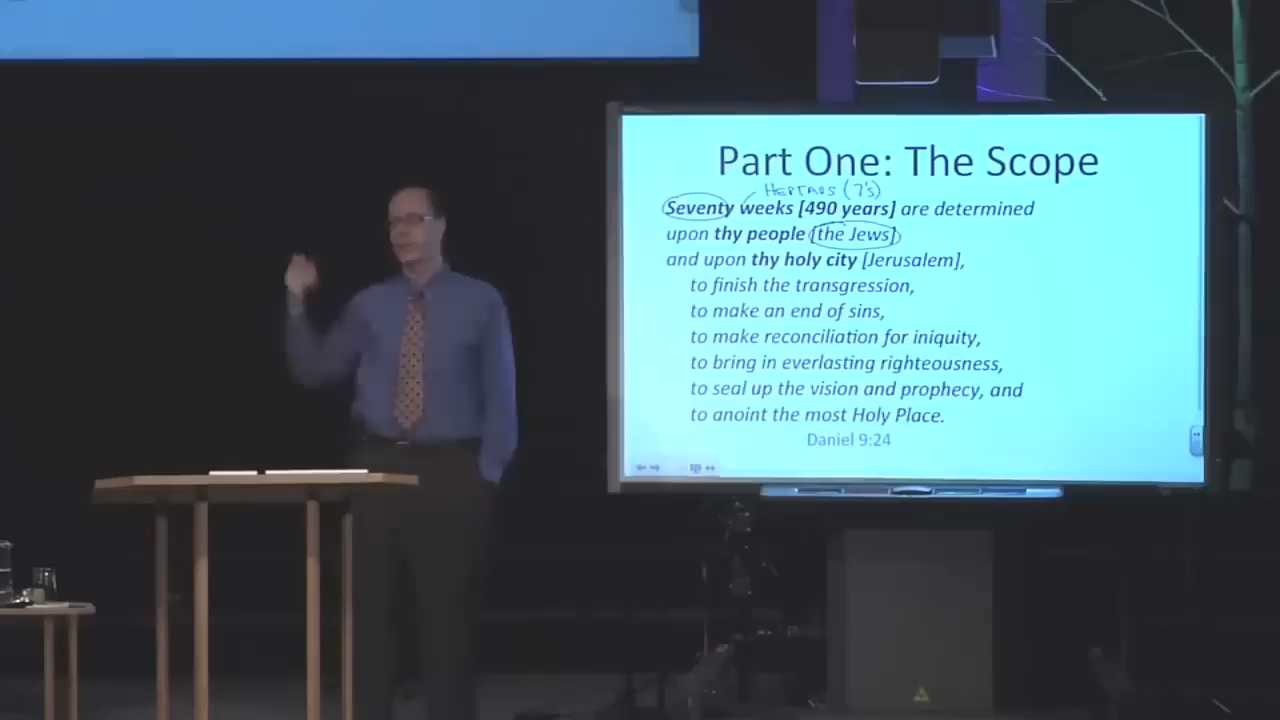 Part One: The Scope
HEPTADS (7's)
Seventy weeks [490 years] are determined
upon thy people [the Jews]
and upon thy holy city [Jerusalem],
to finish the transgression,
to make an end of sins,
to make reconciliation for iniquity,
to bring in everlasting righteousness,
to seal up the vision and prophecy, and
to anoint the most Holy Place.
Daniel 9:24